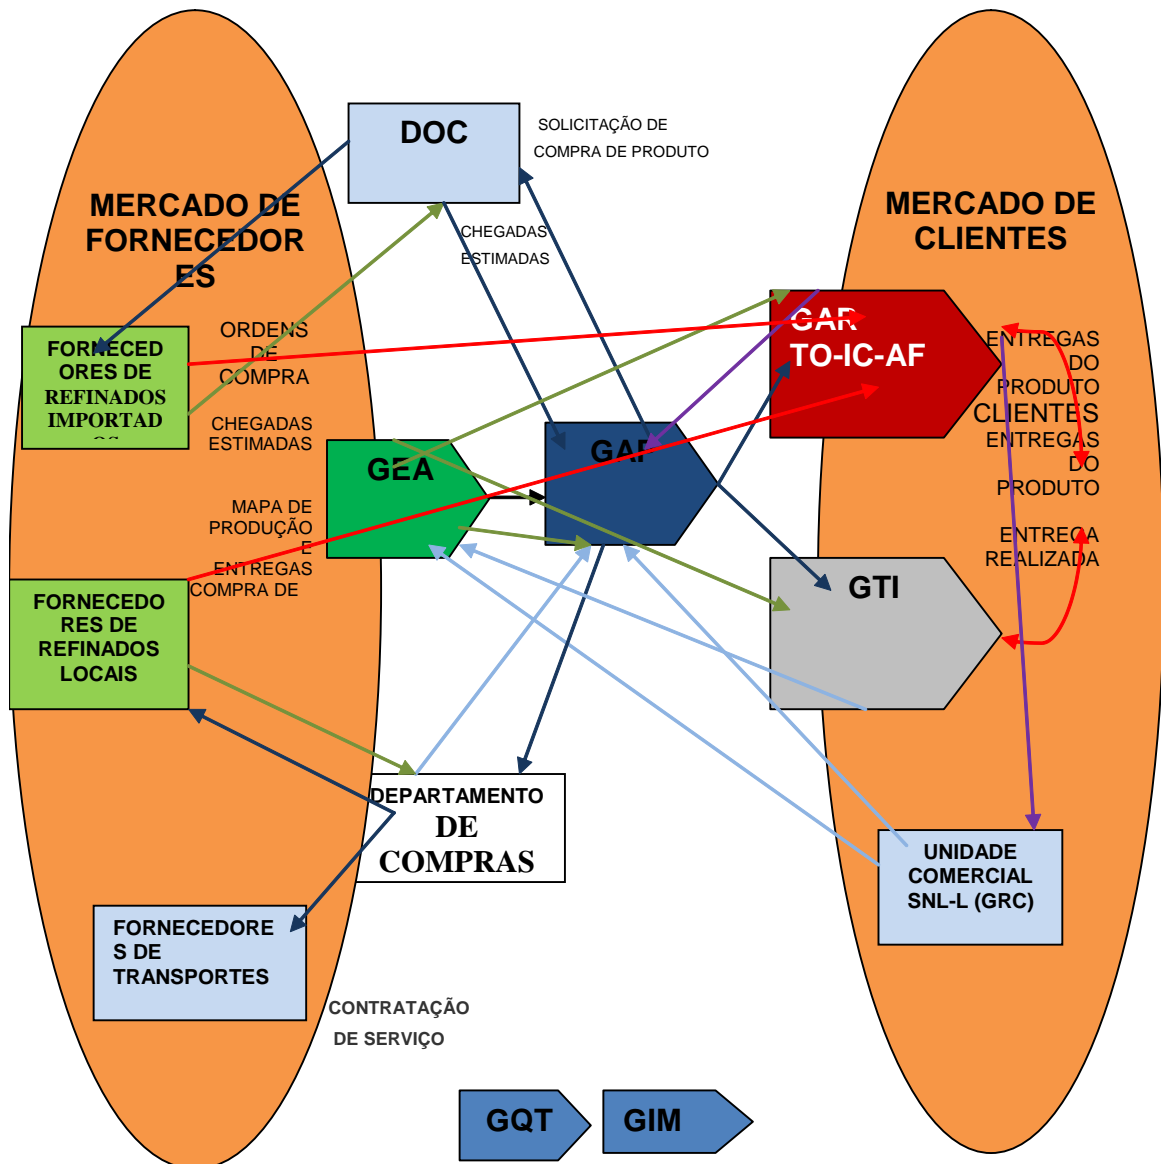 DOC
SOLICITAÇÃO DE
COMPRA DE PRODUTO
MERCADO DE
FORNECEDOR
ES
MERCADO DE
CLIENTES
CHEGADAS
ESTIMADAS
FORNECED
ORES DE
REFINADOS
IMPORTAD
OS
ORDENS
DE
COMPRA
CHEGADAS
ESTIMADAS
GAR
TO-IC-AF
ENTREGAS
DO
PRODUTO
CLIENTES
ENTREGAS
DO
PRODUTO
GEA
MAPA DE
PRODUÇÃO
E
ENTREGAS
COMPRA DE
ENTREGA
REALIZADA
FORNECEDO
RES DE
REFINADOS
LOCAIS
GTI
DEPARTAMENTO
DE
COMPRAS
UNIDADE
COMERCIAL
SNL-L (GRC)
FORNECEDORE
S DE
TRANSPORTES
CONTRATAÇÃO
DE SERVIÇO
GQT
GIM